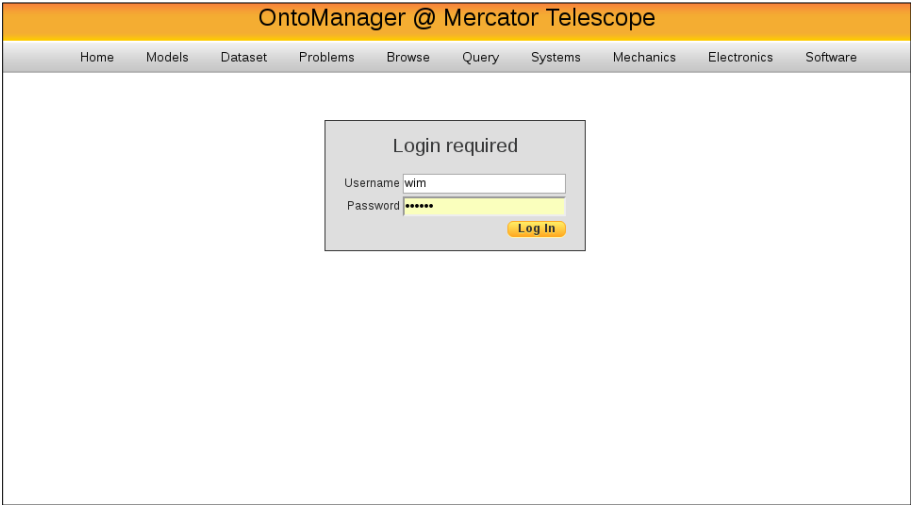 OntoManager @ Mercator Telescope
Home Models Dataset Problems Browse Query Systems Mechanics Electronics Software
Login required
Username wim
Password ••••••
Log In